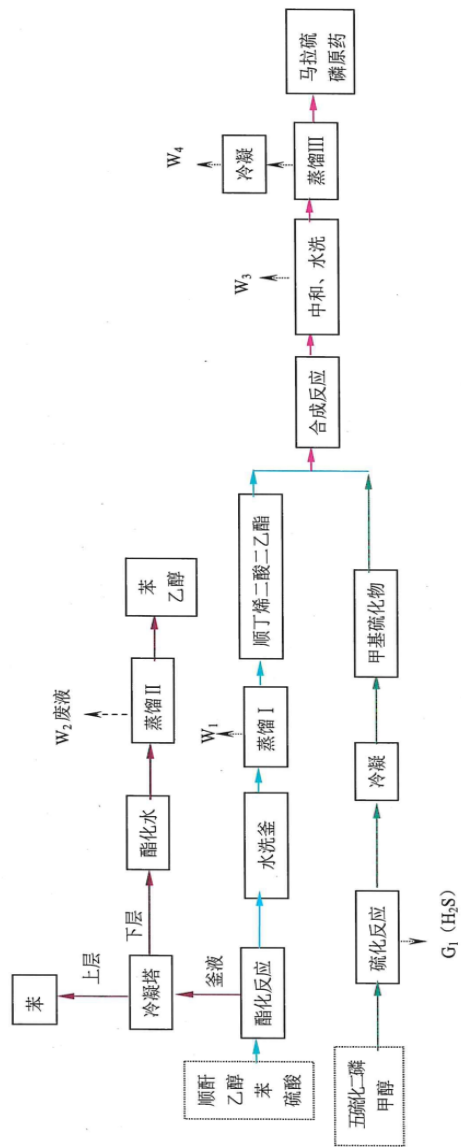 苯
上层
冷凝塔
下层
酯化水
蒸馏Ⅱ
W₂ 废液
苯
乙醇
釜液
顺酐
乙醇
苯
硫酸
酯化反应
水洗釜
蒸馏Ⅰ
W₁
顺丁烯二酸二乙酯
五硫化二磷
甲醇
硫化反应
G₁（H₂S）
冷凝
甲基硫化物
合成反应
中和、水洗
W₃
蒸馏Ⅲ
冷凝
W₄
马拉硫
磷原药